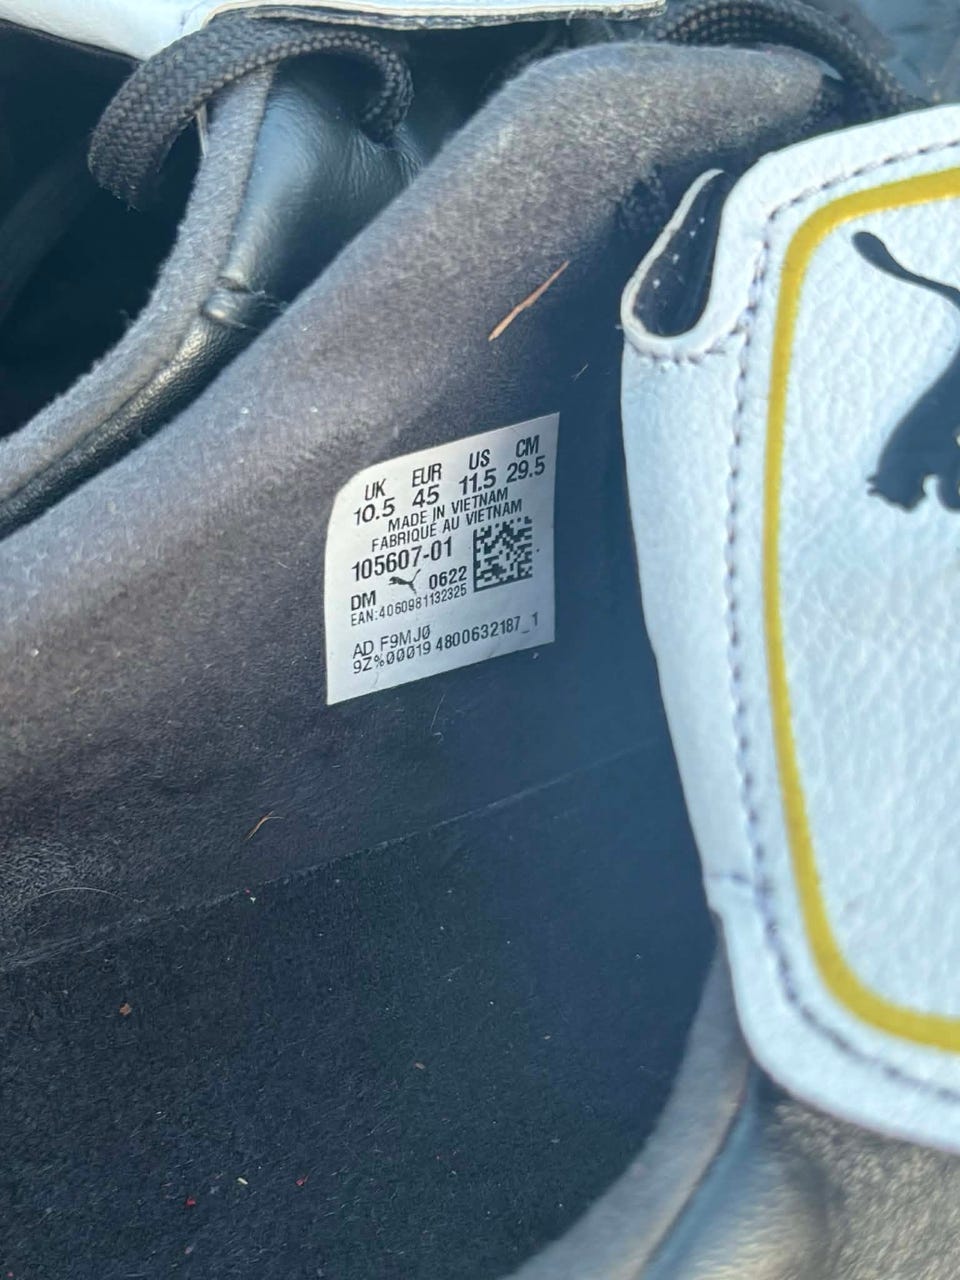 UK EUR US CM
10.5 45 11.5 29.5
MADE IN VIETNAM
FABRIQUE AU VIETNAM
105607-01
DM 0622
EAN:4060981132325
AD F9MJ0
9Z%00019 4800632187_1